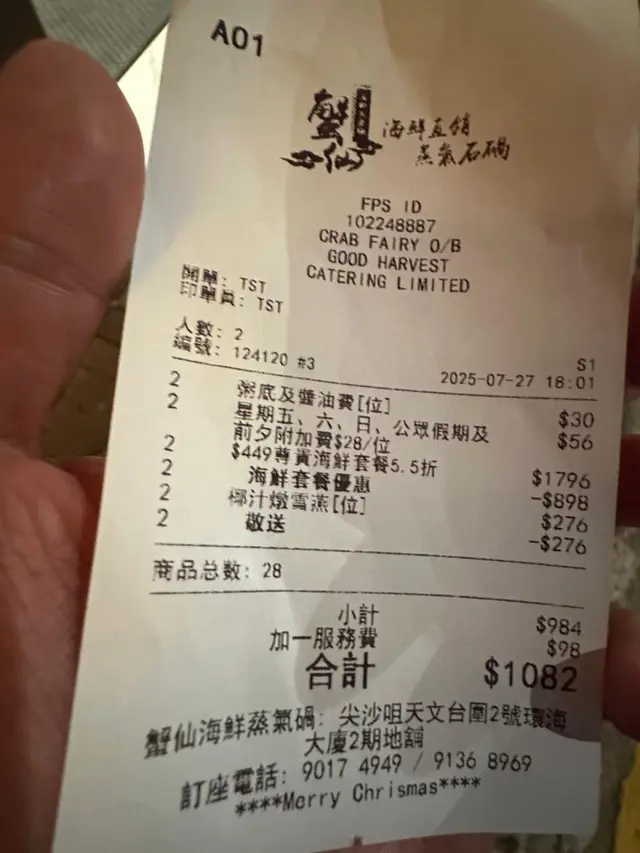 A01
蟹仙
海鮮直銷
蒸氣石鍋
FPS ID
102248887
CRAB FAIRY O/B
GOOD HARVEST
CATERING LIMITED
開單: TST
印單員: TST
人數: 2
編號: 124120 #3
S1
2025-07-27 18:01
2 粥底及醬油費[位] $30
2 星期五、六、日、公眾假期及 $56
前夕附加費$28/位
2 $449尊貴海鮮套餐5.5折 $1796
2 海鮮套餐優惠 -$898
2 椰汁燉雪燕[位] $276
2 敬送 -$276
商品总数: 28
小計 $984
加一服務費 $98
合計 $1082
蟹仙海鮮蒸氣鍋: 尖沙咀天文台圍2號環海
大廈2期地舖
訂座電話: 9017 4949 / 9136 8969
****Merry Chrismas****